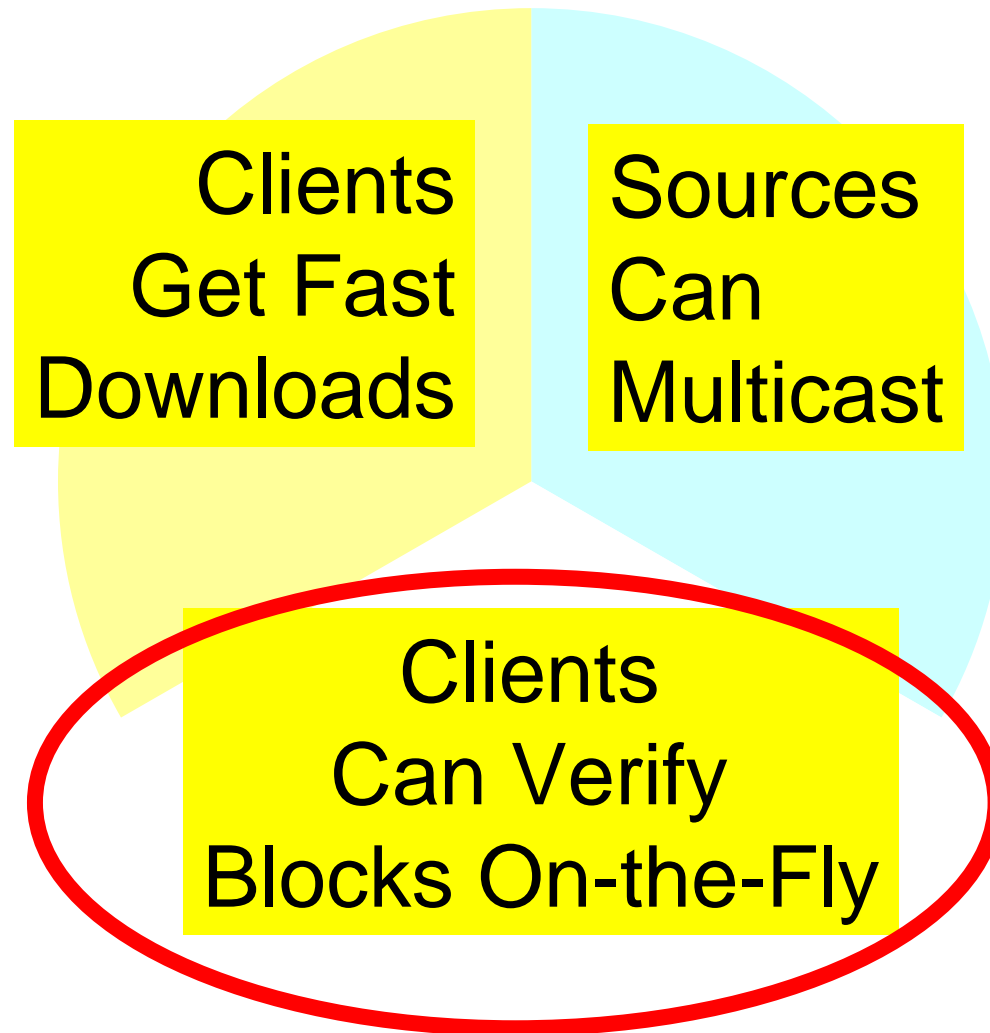 Clients
Get Fast
Downloads
Sources
Can
Multicast
Clients
Can Verify
Blocks On-the-Fly